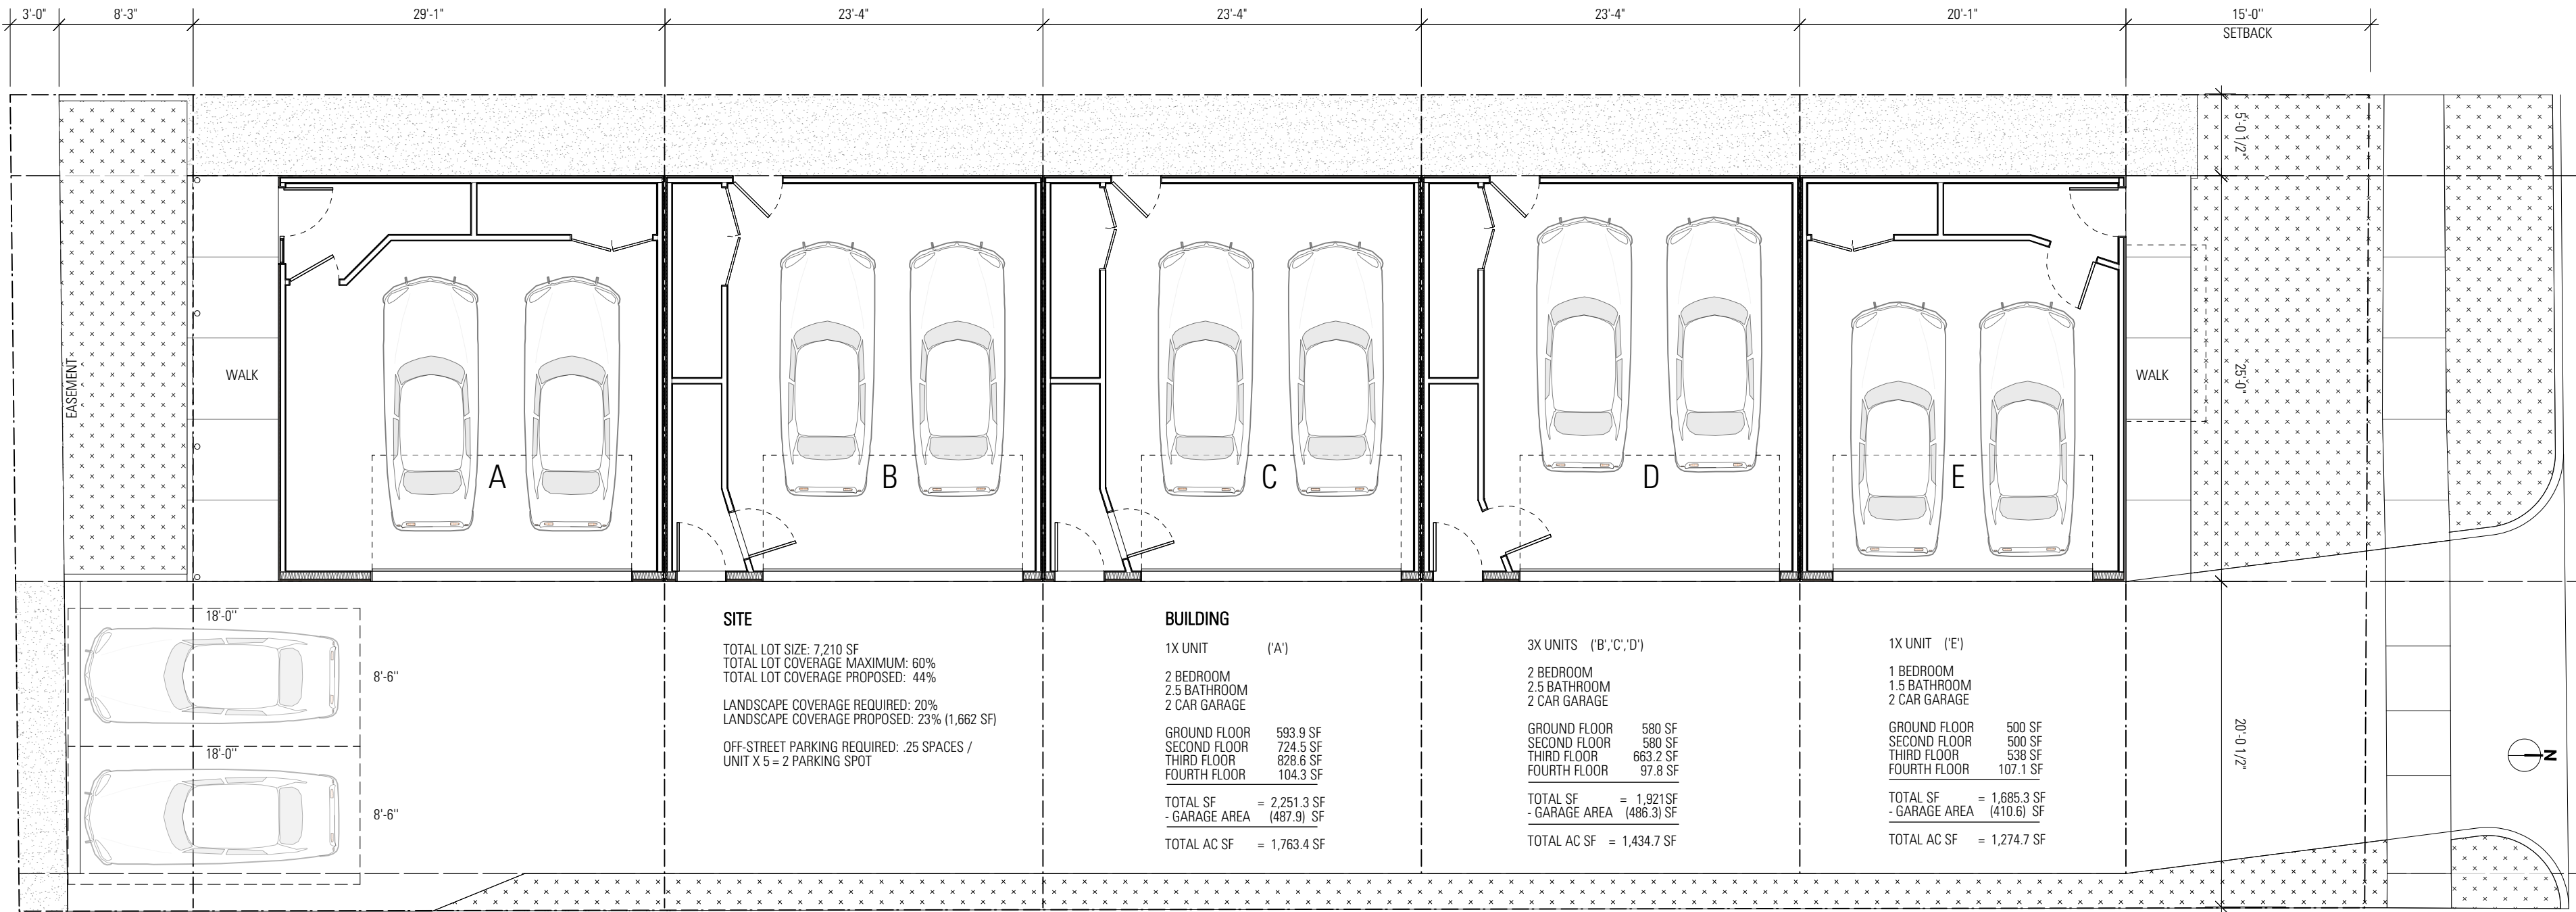 3'-0"
8'-3"
29'-1"
23'-4"
23'-4"
23'-4"
20'-1"
15'-0"
SETBACK
5'-0 1/2"
EASEMENT
WALK
WALK
25'-0"
A
B
C
D
E
18'-0"
8'-6"
18'-0"
8'-6"
SITE
TOTAL LOT SIZE: 7,210 SF
TOTAL LOT COVERAGE MAXIMUM: 60%
TOTAL LOT COVERAGE PROPOSED: 44%
LANDSCAPE COVERAGE REQUIRED: 20%
LANDSCAPE COVERAGE PROPOSED: 23% (1,662 SF)
OFF-STREET PARKING REQUIRED: .25 SPACES /
UNIT X 5 = 2 PARKING SPOT
BUILDING
1X UNIT ('A')
2 BEDROOM
2.5 BATHROOM
2 CAR GARAGE
GROUND FLOOR 593.9 SF
SECOND FLOOR 724.5 SF
THIRD FLOOR 828.6 SF
FOURTH FLOOR 104.3 SF
TOTAL SF = 2,251.3 SF
- GARAGE AREA (487.9) SF
TOTAL AC SF = 1,763.4 SF
3X UNITS ('B','C','D')
2 BEDROOM
2.5 BATHROOM
2 CAR GARAGE
GROUND FLOOR 580 SF
SECOND FLOOR 580 SF
THIRD FLOOR 663.2 SF
FOURTH FLOOR 97.8 SF
TOTAL SF = 1,921SF
- GARAGE AREA (486.3) SF
TOTAL AC SF = 1,434.7 SF
1X UNIT ('E')
1 BEDROOM
1.5 BATHROOM
2 CAR GARAGE
GROUND FLOOR 500 SF
SECOND FLOOR 500 SF
THIRD FLOOR 538 SF
FOURTH FLOOR 107.1 SF
TOTAL SF = 1,685.3 SF
- GARAGE AREA (410.6) SF
TOTAL AC SF = 1,274.7 SF
20'-0 1/2"
N